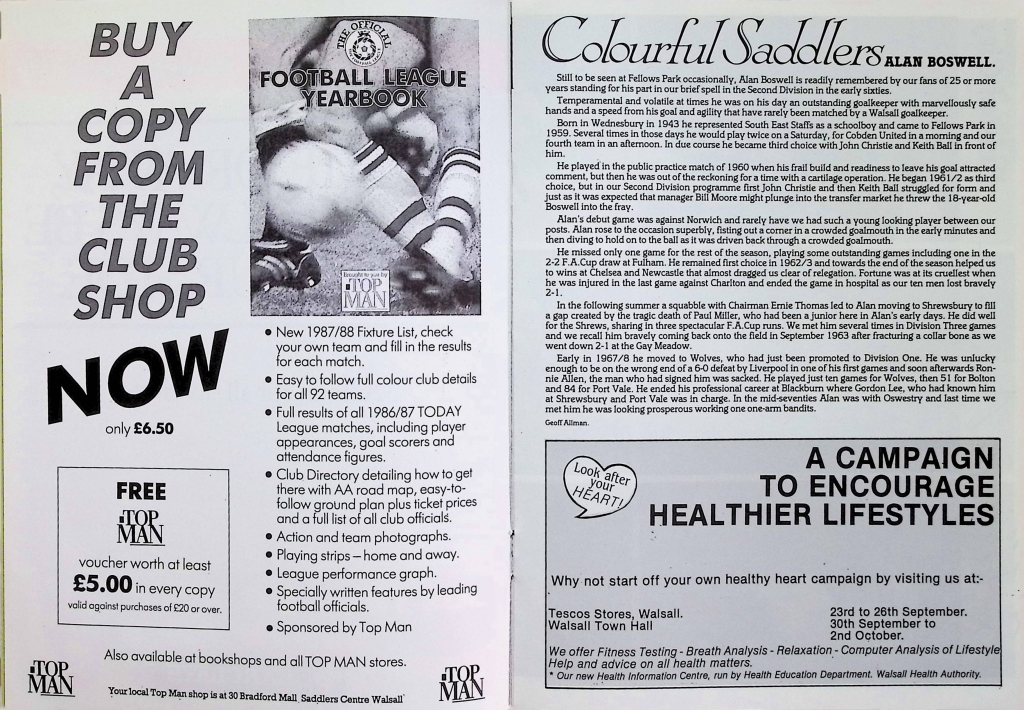 BUY
A
COPY
FROM
THE
CLUB
SHOP
NOW
only £6.50
FREE
TOP
MAN
voucher worth at least
£5.00 in every copy
valid against purchases of £20 or over.
THE OFFICIAL
FOOTBALL LEAGUE
YEARBOOK
Brought to you by
TOP
MAN
• New 1987/88 Fixture List, check
your own team and fill in the results
for each match.
• Easy to follow full colour club details
for all 92 teams.
• Full results of all 1986/87 TODAY
League matches, including player
appearances, goal scorers and
attendance figures.
• Club Directory detailing how to get
there with AA road map, easy-to-
follow ground plan plus ticket prices
and a full list of all club officials.
• Action and team photographs.
• Playing strips – home and away.
• League performance graph.
• Specially written features by leading
football officials.
• Sponsored by Top Man
Also available at bookshops and all TOP MAN stores.
TOP
MAN
Your local Top Man shop is at 30 Bradford Mall Saddlers Centre Walsall
TOP
MAN
Colourful Saddlers ALAN BOSWELL.
Still to be seen at Fellows Park occasionally, Alan Boswell is readily remembered by our fans of 25 or more
years standing for his part in our brief spell in the Second Division in the early sixties.
Temperamental and volatile at times he was on his day an outstanding goalkeeper with marvellously safe
hands and a speed from his goal and agility that have rarely been matched by a Walsall goalkeeper.
Born in Wednesbury in 1943 he represented South East Staffs as a schoolboy and came to Fellows Park in
1959. Several times in those days he would play twice on a Saturday, for Cobden United in a morning and our
fourth team in an afternoon. In due course he became third choice with John Christie and Keith Ball in front of
him.
He played in the public practice match of 1960 when his frail build and readiness to leave his goal attracted
comment, but then he was out of the reckoning for a time with a cartilage operation. He began 1961/2 as third
choice, but in our Second Division programme first John Christie and then Keith Ball struggled for form and
just as it was expected that manager Bill Moore might plunge into the transfer market he threw the 18-year-old
Boswell into the fray.
Alan's debut game was against Norwich and rarely have we had such a young looking player between our
posts. Alan rose to the occasion superbly, fisting out a corner in a crowded goalmouth in the early minutes and
then diving to hold on to the ball as it was driven back through a crowded goalmouth.
He missed only one game for the rest of the season, playing some outstanding games including one in the
2-2 F.A.Cup draw at Fulham. He remained first choice in 1962/3 and towards the end of the season helped us
to wins at Chelsea and Newcastle that almost dragged us clear of relegation. Fortune was at its cruellest when
he was injured in the last game against Charlton and ended the game in hospital as our ten men lost bravely
2-1.
In the following summer a squabble with Chairman Ernie Thomas led to Alan moving to Shrewsbury to fill
a gap created by the tragic death of Paul Miller, who had been a junior here in Alan's early days. He did well
for the Shrews, sharing in three spectacular F.A.Cup runs. We met him several times in Division Three games
and we recall him bravely coming back onto the field in September 1963 after fracturing a collar bone as we
went down 2-1 at the Gay Meadow.
Early in 1967/8 he moved to Wolves, who had just been promoted to Division One. He was unlucky
enough to be on the wrong end of a 6-0 defeat by Liverpool in one of his first games and soon afterwards Ron-
nie Allen, the man who had signed him was sacked. He played just ten games for Wolves, then 51 for Bolton
and 84 for Port Vale. He ended his professional career at Blackburn where Gordon Lee, who had known him
at Shrewsbury and Port Vale was in charge. In the mid-seventies Alan was with Oswestry and last time we
met him he was looking prosperous working one one-arm bandits.
Geoff Allman.
Look after
your
HEART!
A CAMPAIGN
TO ENCOURAGE
HEALTHIER LIFESTYLES
Why not start off your own healthy heart campaign by visiting us at:-
Tescos Stores, Walsall. 23rd to 26th September.
Walsall Town Hall 30th September to
2nd October.
We offer Fitness Testing - Breath Analysis - Relaxation - Computer Analysis of Lifestyle
Help and advice on all health matters.
* Our new Health Information Centre, run by Health Education Department. Walsall Health Authority.